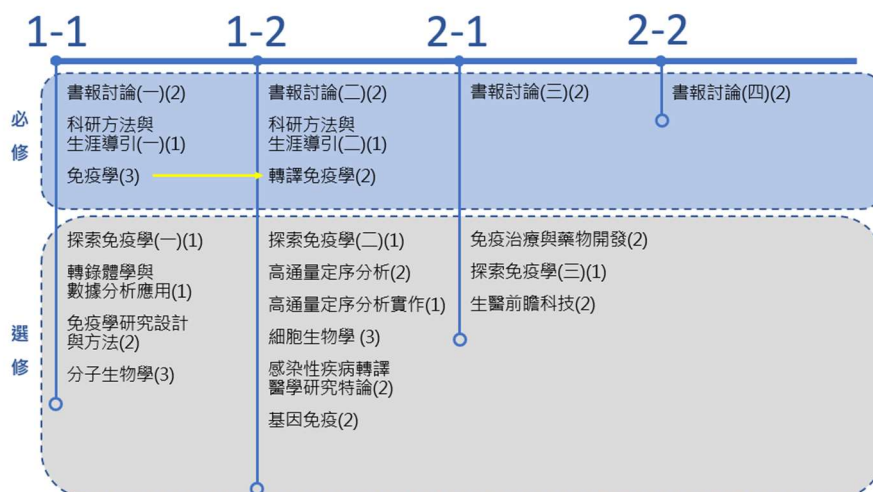 1-1
1-2
2-1
2-2
必修
書報討論(一)(2)
科研方法與
生涯導引(一)(1)
免疫學(3)
書報討論(二)(2)
科研方法與
生涯導引(二)(1)
轉譯免疫學(2)
書報討論(三)(2)
書報討論(四)(2)
選修
探索免疫學(一)(1)
轉錄體學與
數據分析應用(1)
免疫學研究設計
與方法(2)
分子生物學(3)
探索免疫學(二)(1)
高通量定序分析(2)
高通量定序分析實作(1)
細胞生物學 (3)
感染性疾病轉譯
醫學研究特論(2)
基因免疫(2)
免疫治療與藥物開發(2)
探索免疫學(三)(1)
生醫前瞻科技(2)